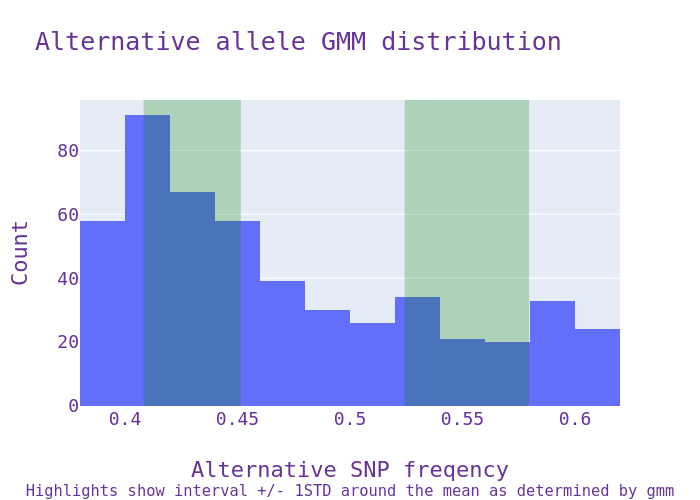 Alternative allele GMM distribution
Count
80
60
40
20
0
0.4 0.45 0.5 0.55 0.6
Alternative SNP freqency
Highlights show interval +/- 1STD around the mean as determined by gmm